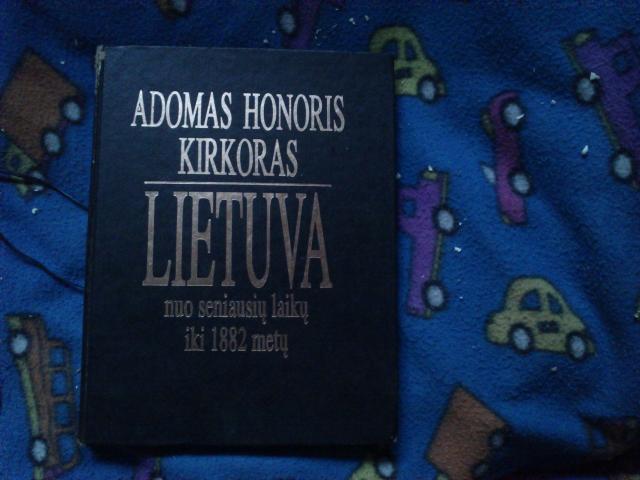 ADOMAS HONORIS
KIRKORAS
LIETUVA
nuo seniausių laikų
iki 1882 metų